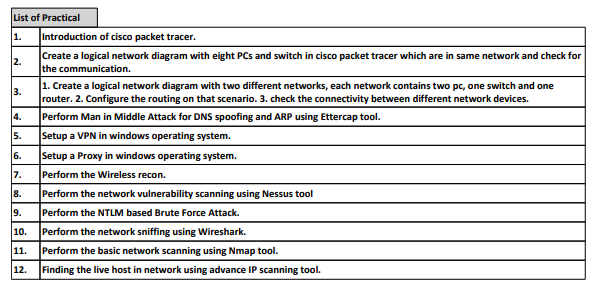 List of Practical
1. Introduction of cisco packet tracer.
2. Create a logical network diagram with eight PCs and switch in cisco packet tracer which are in same network and check for
the communication.
3. 1. Create a logical network diagram with two different networks, each network contains two pc, one switch and one
router. 2. Configure the routing on that scenario. 3. check the connectivity between different network devices.
4. Perform Man in Middle Attack for DNS spoofing and ARP using Ettercap tool.
5. Setup a VPN in windows operating system.
6. Setup a Proxy in windows operating system.
7. Perform the Wireless recon.
8. Perform the network vulnerability scanning using Nessus tool
9. Perform the NTLM based Brute Force Attack.
10. Perform the network sniffing using Wireshark.
11. Perform the basic network scanning using Nmap tool.
12. Finding the live host in network using advance IP scanning tool.